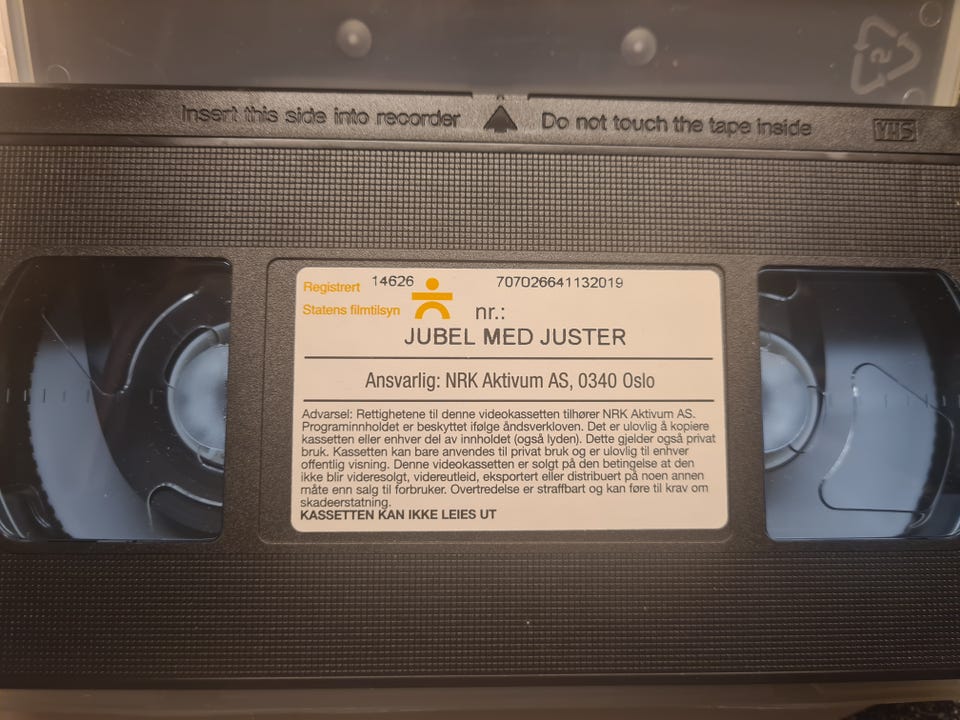 Insert this side into recorder
Do not touch the tape inside
VHS
5
Registrert 14626 707026641132019
Statens filmtilsyn nr.:
JUBEL MED JUSTER
Ansvarlig: NRK Aktivum AS, 0340 Oslo
Advarsel: Rettighetene til denne videokassetten tilhører NRK Aktivum AS.
Programinnholdet er beskyttet ifølge åndsverkloven. Det er ulovlig å kopiere
kassetten eller enhver del av innholdet (også lyden). Dette gjelder også privat
bruk. Kassetten kan bare anvendes til privat bruk og er ulovlig til enhver
offentlig visning. Denne videokassetten er solgt på den betingelse at den
ikke blir videresolgt, videreutleid, eksportert eller distribuert på noen annen
måte enn salg til forbruker. Overtredelse er straffbart og kan føre til krav om
skadeerstatning.
KASSETTEN KAN IKKE LEIES UT